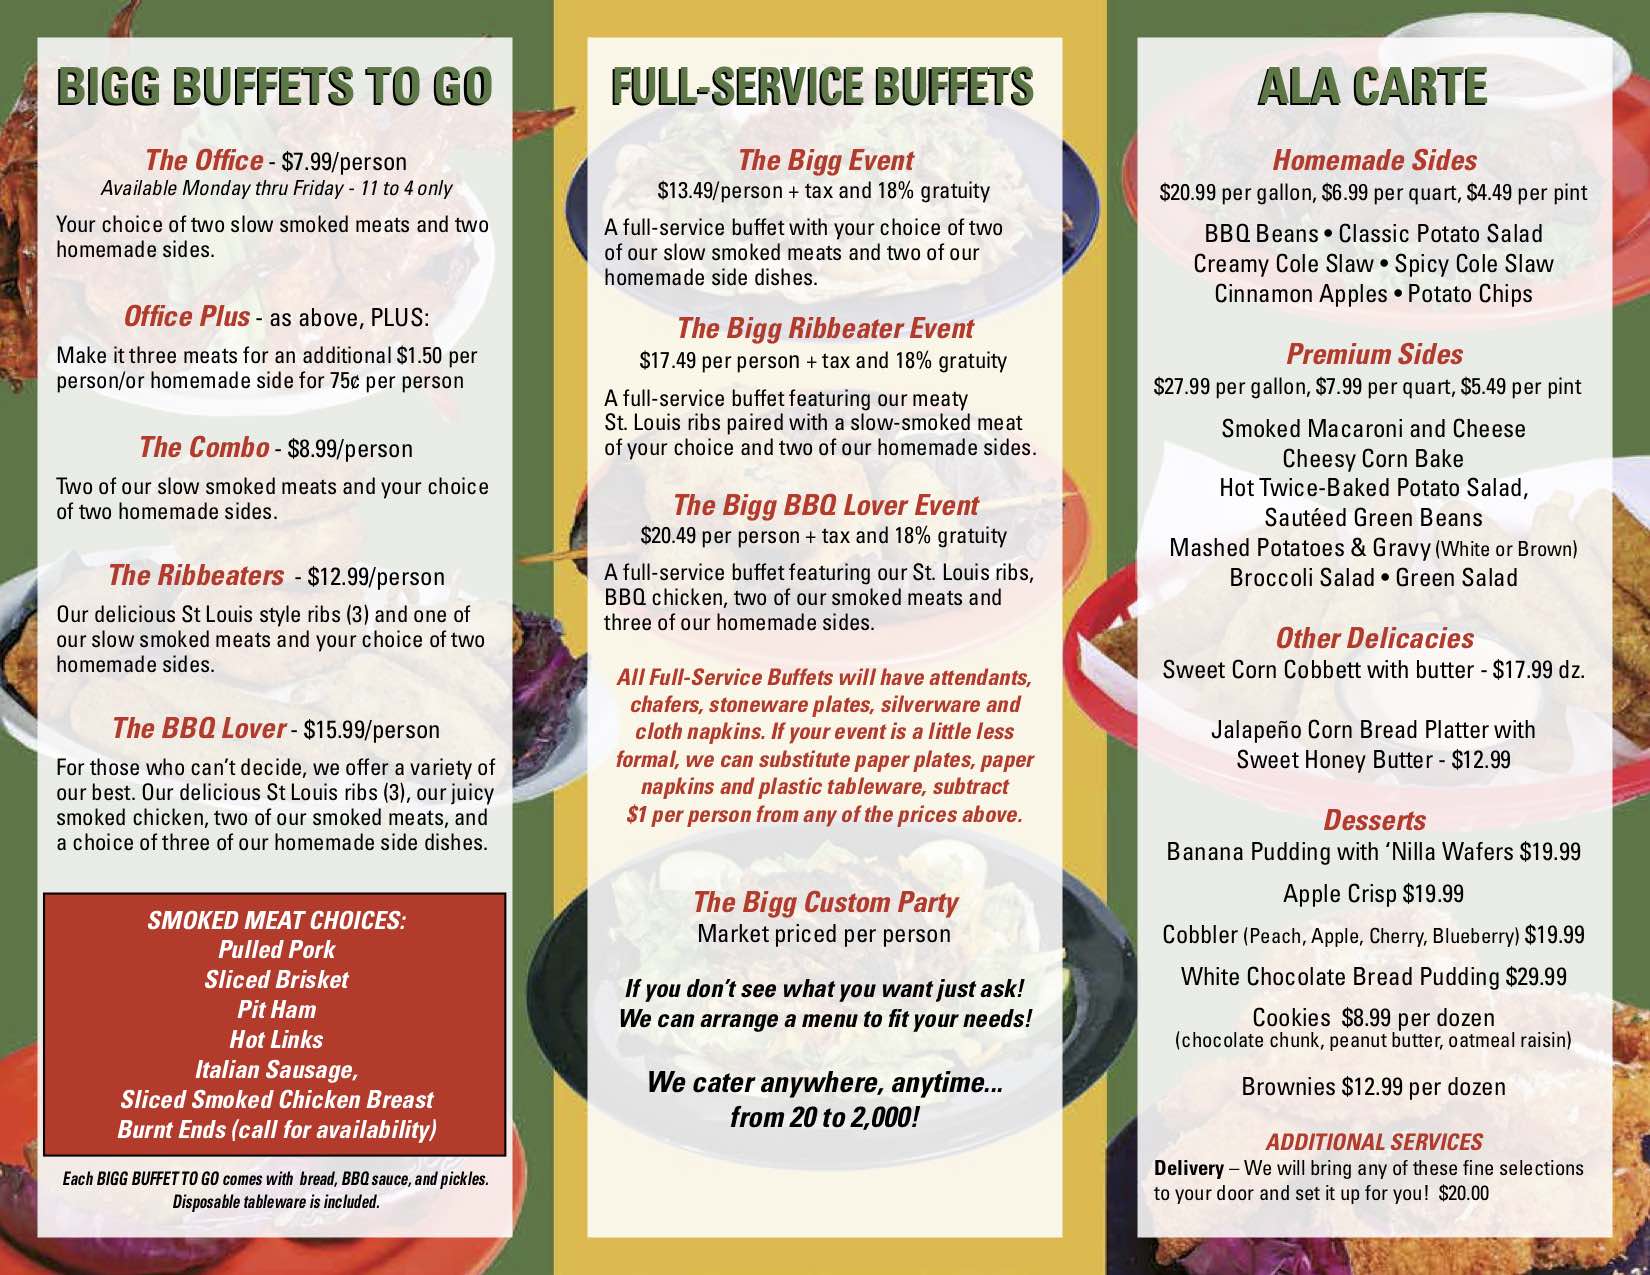 BIGG BUFFETS TO GO
The Office - $7.99/person
Available Monday thru Friday - 11 to 4 only
Your choice of two slow smoked meats and two
homemade sides.
Office Plus - as above, PLUS:
Make it three meats for an additional $1.50 per
person/or homemade side for 75¢ per person
The Combo - $8.99/person
Two of our slow smoked meats and your choice
of two homemade sides.
The Ribbeaters - $12.99/person
Our delicious St Louis style ribs (3) and one of
our slow smoked meats and your choice of two
homemade sides.
The BBQ Lover - $15.99/person
For those who can't decide, we offer a variety of
our best. Our delicious St Louis ribs (3), our juicy
smoked chicken, two of our smoked meats, and
a choice of three of our homemade side dishes.
SMOKED MEAT CHOICES:
Pulled Pork
Sliced Brisket
Pit Ham
Hot Links
Italian Sausage,
Sliced Smoked Chicken Breast
Burnt Ends (call for availability)
Each BIGG BUFFET TO GO comes with bread, BBQ sauce, and pickles.
Disposable tableware is included.
FULL-SERVICE BUFFETS
The Bigg Event
$13.49/person + tax and 18% gratuity
A full-service buffet with your choice of two
of our slow smoked meats and two of our
homemade side dishes.
The Bigg Ribbeater Event
$17.49 per person + tax and 18% gratuity
A full-service buffet featuring our meaty
St. Louis ribs paired with a slow-smoked meat
of your choice and two of our homemade sides.
The Bigg BBQ Lover Event
$20.49 per person + tax and 18% gratuity
A full-service buffet featuring our St. Louis ribs,
BBQ chicken, two of our smoked meats and
three of our homemade sides.
All Full-Service Buffets will have attendants,
chafers, stoneware plates, silverware and
cloth napkins. If your event is a little less
formal, we can substitute paper plates, paper
napkins and plastic tableware, subtract
$1 per person from any of the prices above.
The Bigg Custom Party
Market priced per person
If you don't see what you want just ask!
We can arrange a menu to fit your needs!
We cater anywhere, anytime...
from 20 to 2,000!
ALA CARTE
Homemade Sides
$20.99 per gallon, $6.99 per quart, $4.49 per pint
BBQ Beans • Classic Potato Salad
Creamy Cole Slaw • Spicy Cole Slaw
Cinnamon Apples • Potato Chips
Premium Sides
$27.99 per gallon, $7.99 per quart, $5.49 per pint
Smoked Macaroni and Cheese
Cheesy Corn Bake
Hot Twice-Baked Potato Salad,
Sautéed Green Beans
Mashed Potatoes & Gravy (White or Brown)
Broccoli Salad • Green Salad
Other Delicacies
Sweet Corn Cobbett with butter - $17.99 dz.
Jalapeño Corn Bread Platter with
Sweet Honey Butter - $12.99
Desserts
Banana Pudding with ‘Nilla Wafers $19.99
Apple Crisp $19.99
Cobbler (Peach, Apple, Cherry, Blueberry) $19.99
White Chocolate Bread Pudding $29.99
Cookies $8.99 per dozen
(chocolate chunk, peanut butter, oatmeal raisin)
Brownies $12.99 per dozen
ADDITIONAL SERVICES
Delivery – We will bring any of these fine selections
to your door and set it up for you! $20.00